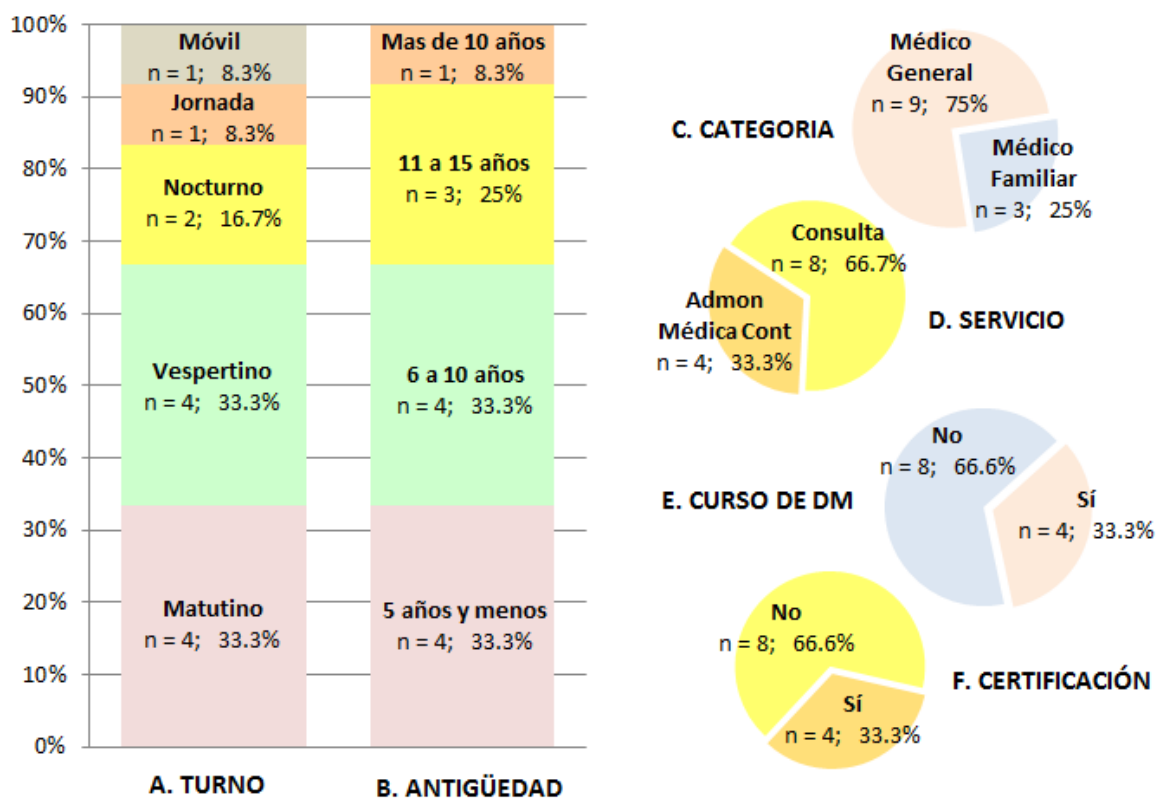 100%
90%
80%
70%
60%
50%
40%
30%
20%
10%
0%
Móvil
n = 1; 8.3%
Jornada
n = 1; 8.3%
Nocturno
n = 2; 16.7%
Vespertino
n = 4; 33.3%
Matutino
n = 4; 33.3%
A. TURNO
Mas de 10 años
n = 1; 8.3%
11 a 15 años
n = 3; 25%
6 a 10 años
n = 4; 33.3%
5 años y menos
n = 4; 33.3%
B. ANTIGÜEDAD
C. CATEGORIA
Médico
General
n = 9; 75%
Médico
Familiar
n = 3; 25%
Consulta
n = 8; 66.7%
Admon
Médica Cont
n = 4; 33.3%
D. SERVICIO
No
n = 8; 66.6%
Sí
n = 4; 33.3%
E. CURSO DE DM
No
n = 8; 66.6%
Sí
n = 4; 33.3%
F. CERTIFICACIÓN